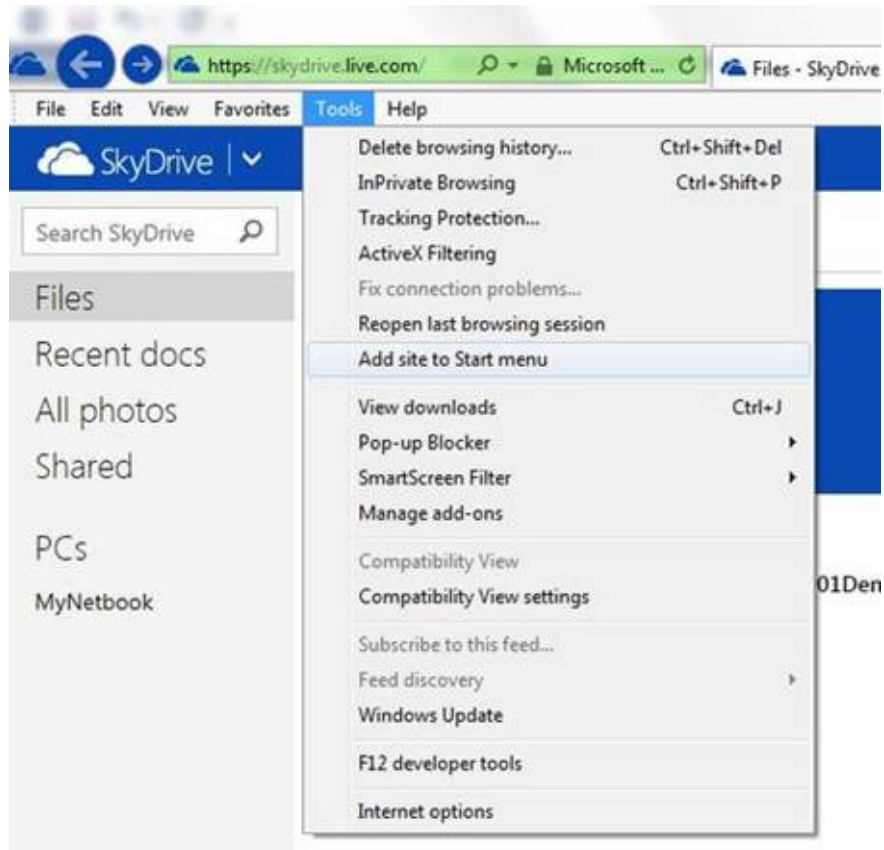 https://skydrive.live.com/ Microsoft ... Files - SkyDrive
File Edit View Favorites Tools Help
SkyDrive
Search SkyDrive
Files
Recent docs
All photos
Shared
PCs
MyNetbook
Delete browsing history... Ctrl+Shift+Del
InPrivate Browsing Ctrl+Shift+P
Tracking Protection...
ActiveX Filtering
Fix connection problems...
Reopen last browsing session
Add site to Start menu
View downloads Ctrl+J
Pop-up Blocker
SmartScreen Filter
Manage add-ons
Compatibility View
Compatibility View settings
Subscribe to this feed...
Feed discovery
Windows Update
F12 developer tools
Internet options
01Den